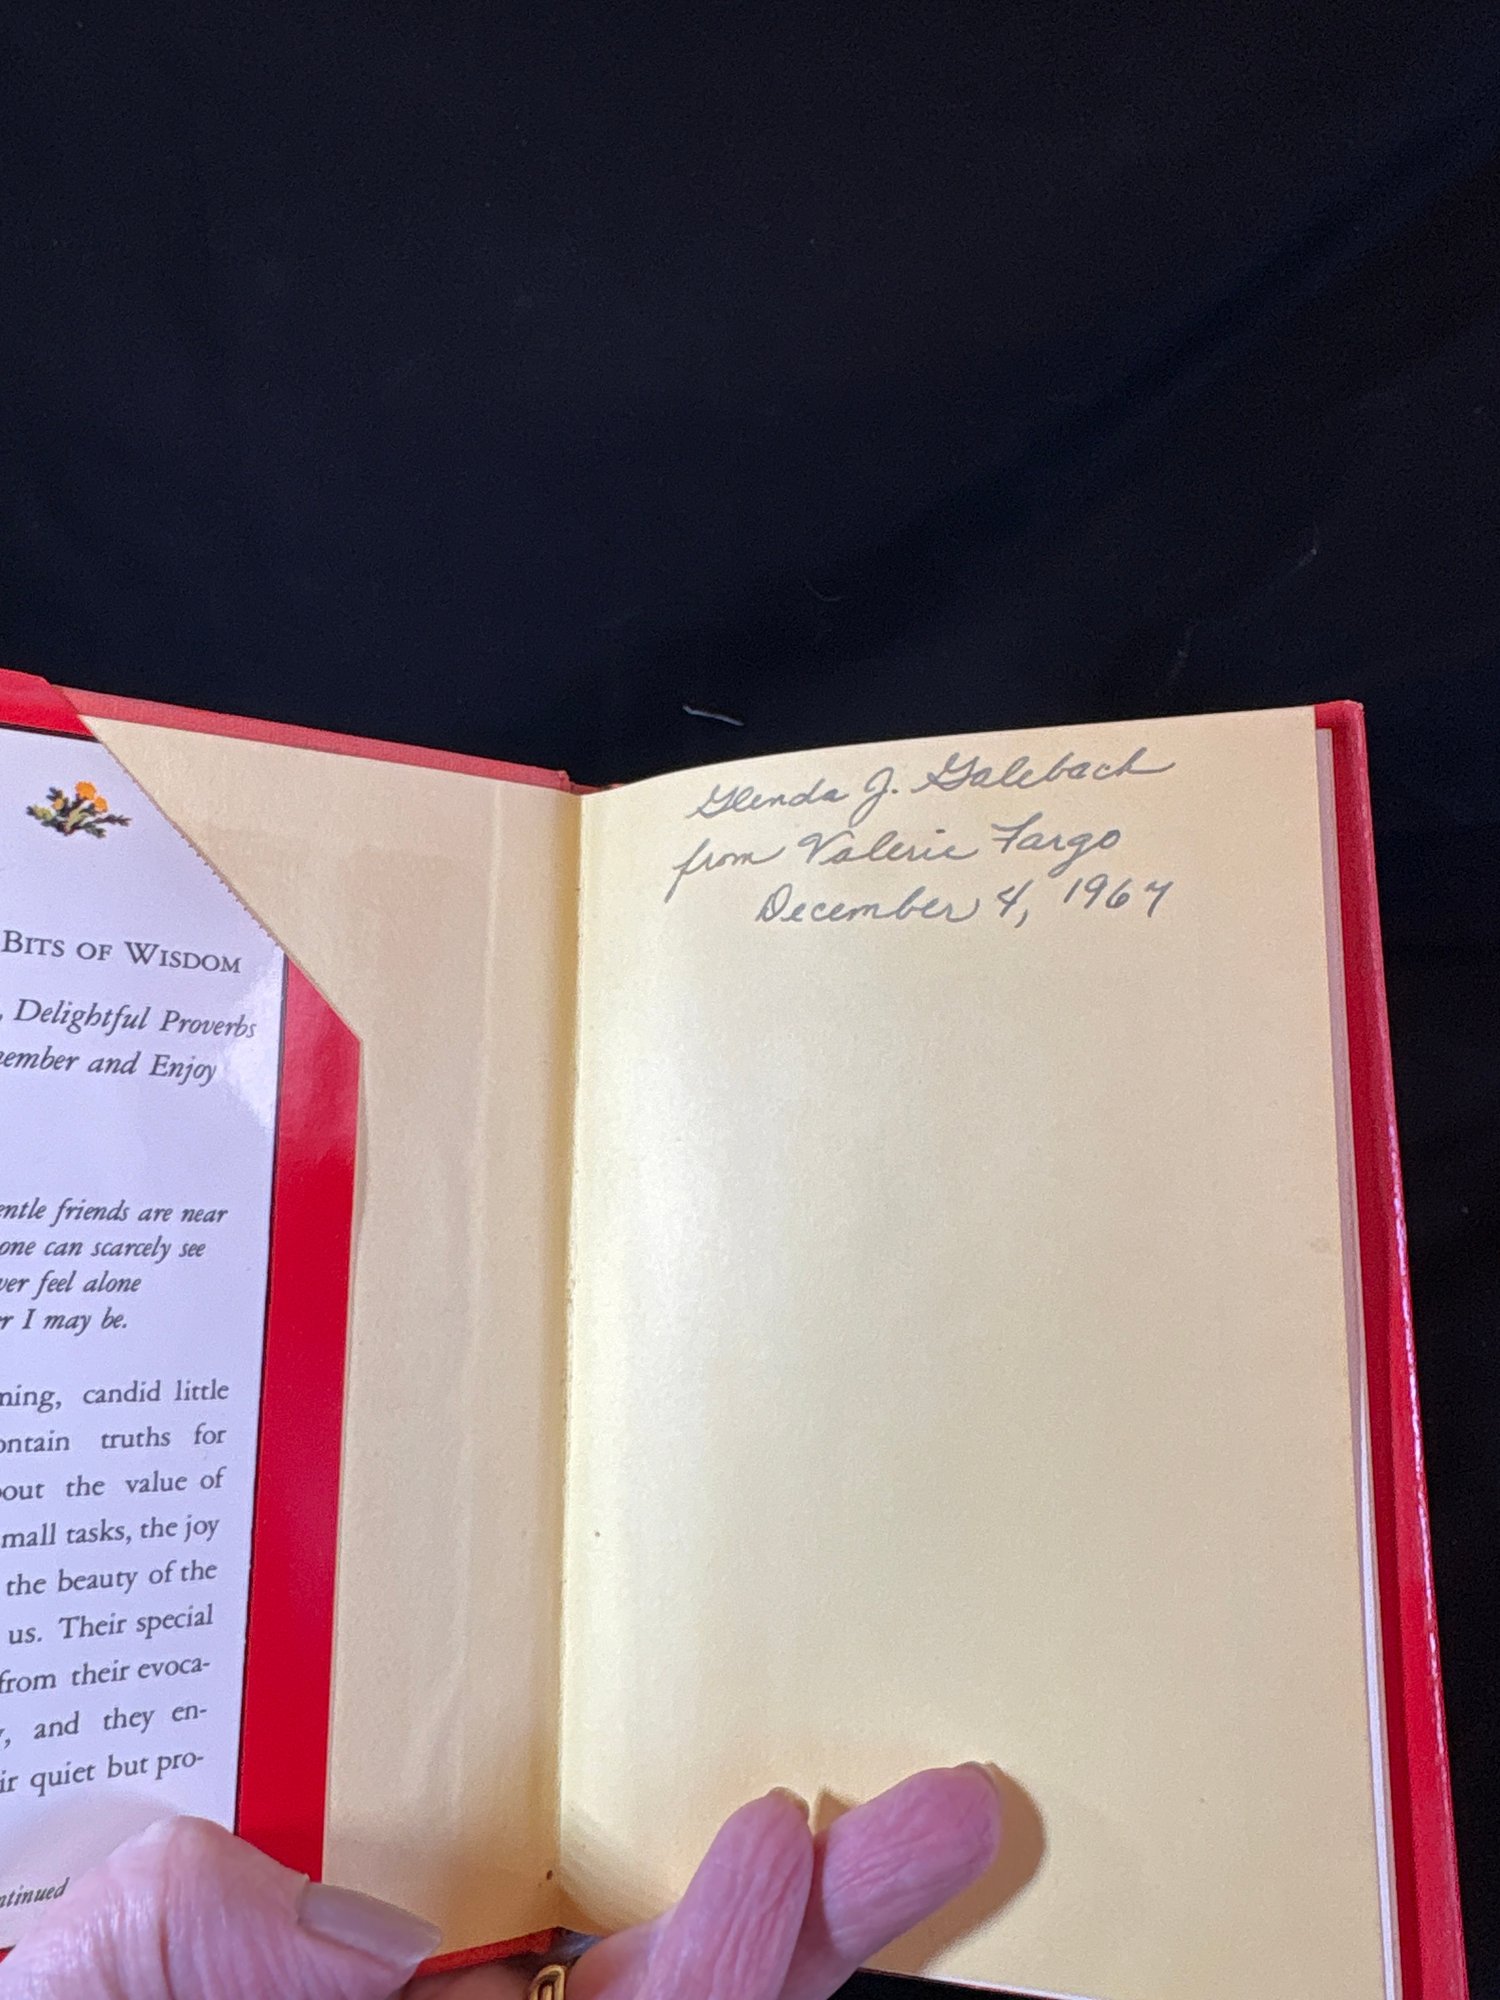 BITS OF WISDOM
, Delightful Proverbs
ember and Enjoy
entle friends are near
one can scarcely see
ver feel alone
er I may be.
ning, candid little
ontain truths for
bout the value of
mall tasks, the joy
the beauty of the
us. Their special
from their evoca-
, and they en-
ir quiet but pro-
ntinued
Glenda J. Galebach
from Valerie Fargo
December 4, 1967